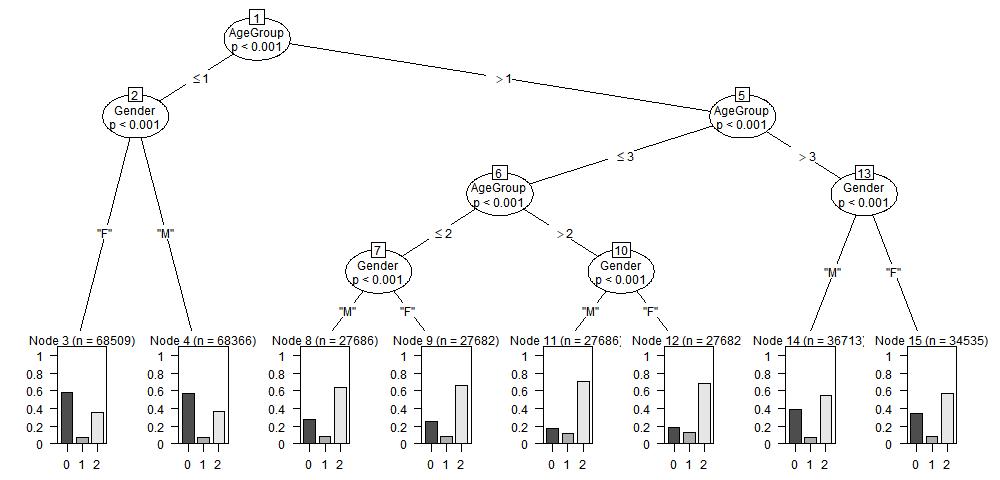 1
AgeGroup
p < 0.001
≤ 1
> 1
2
Gender
p < 0.001
5
AgeGroup
p < 0.001
≤ 3
> 3
6
AgeGroup
p < 0.001
13
Gender
p < 0.001
"F"
"M"
≤ 2
> 2
"M"
"F"
7
Gender
p < 0.001
10
Gender
p < 0.001
"M"
"F"
"M"
"F"
Node 3 (n = 68509)
1
0.8
0.6
0.4
0.2
0
0 1 2
Node 4 (n = 68366)
1
0.8
0.6
0.4
0.2
0
0 1 2
Node 8 (n = 27686)
1
0.8
0.6
0.4
0.2
0
0 1 2
Node 9 (n = 27682)
1
0.8
0.6
0.4
0.2
0
0 1 2
Node 11 (n = 27686)
1
0.8
0.6
0.4
0.2
0
0 1 2
Node 12 (n = 27682
1
0.8
0.6
0.4
0.2
0
0 1 2
Node 14 (n = 36713)
1
0.8
0.6
0.4
0.2
0
0 1 2
Node 15 (n = 34535)
1
0.8
0.6
0.4
0.2
0
0 1 2